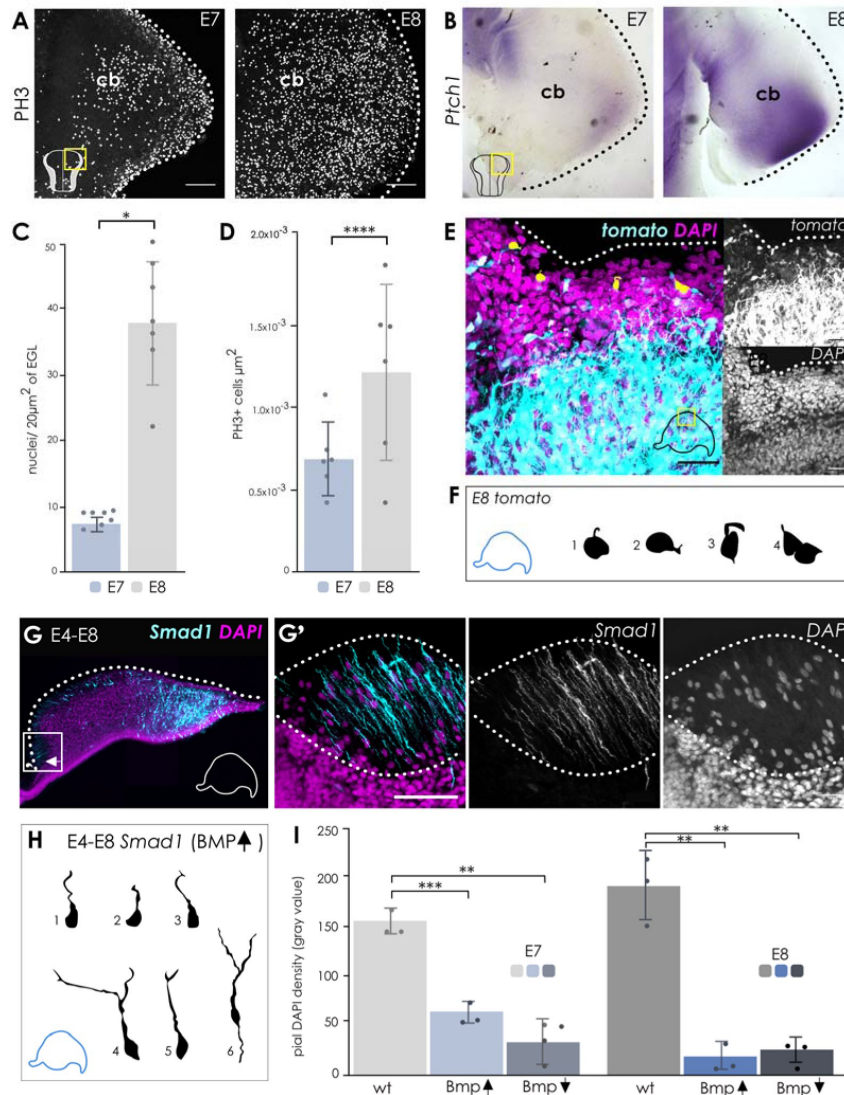 A
PH3
E7
cb
E8
cb
B
Ptch1
E7
cb
E8
cb
C
nuclei/ 20µm² of EGL
50
40
30
20
10
0
*
E7
E8
D
PH3+ cells µm²
2.0x10⁻³
1.5x10⁻³
1.0x10⁻³
0.5x10⁻³
0
****
E7
E8
E
tomato DAPI
tomato
DAPI
F
E8 tomato
1
2
3
4
G
E4-E8
Smad1 DAPI
G'
Smad1
DAPI
H
E4-E8 Smad1 (BMP↑)
1
2
3
4
5
6
I
pial DAPI density (gray value)
250
200
150
100
50
0
***
**
**
**
E7
E8
wt
Bmp↑
Bmp↓
wt
Bmp↑
Bmp↓